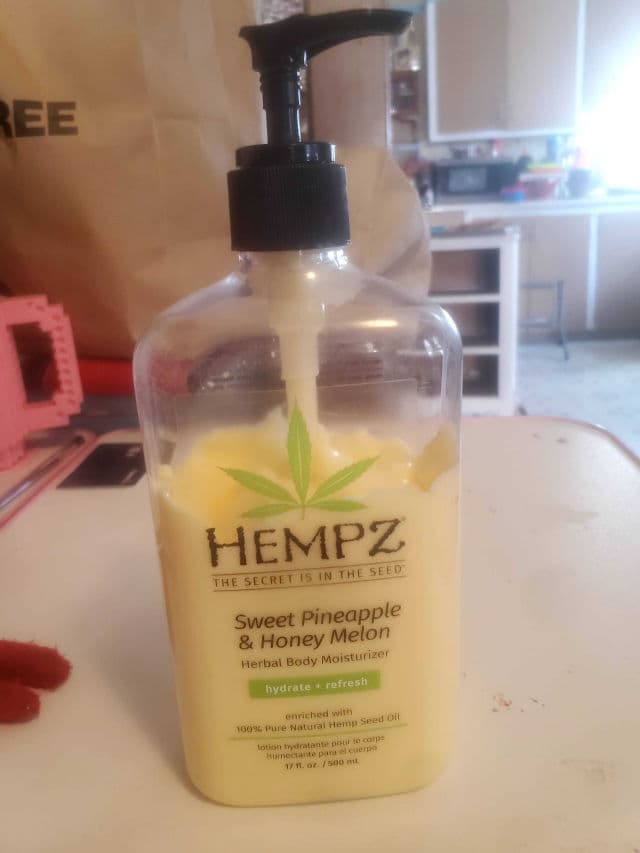 REE
HEMPZ
THE SECRET IS IN THE SEED™
Sweet Pineapple
& Honey Melon
Herbal Body Moisturizer
hydrate + refresh
enriched with
100% Pure Natural Hemp Seed Oil
lotion hydratante pour le corps
humectante para el cuerpo
17 fl. oz. / 500 mL